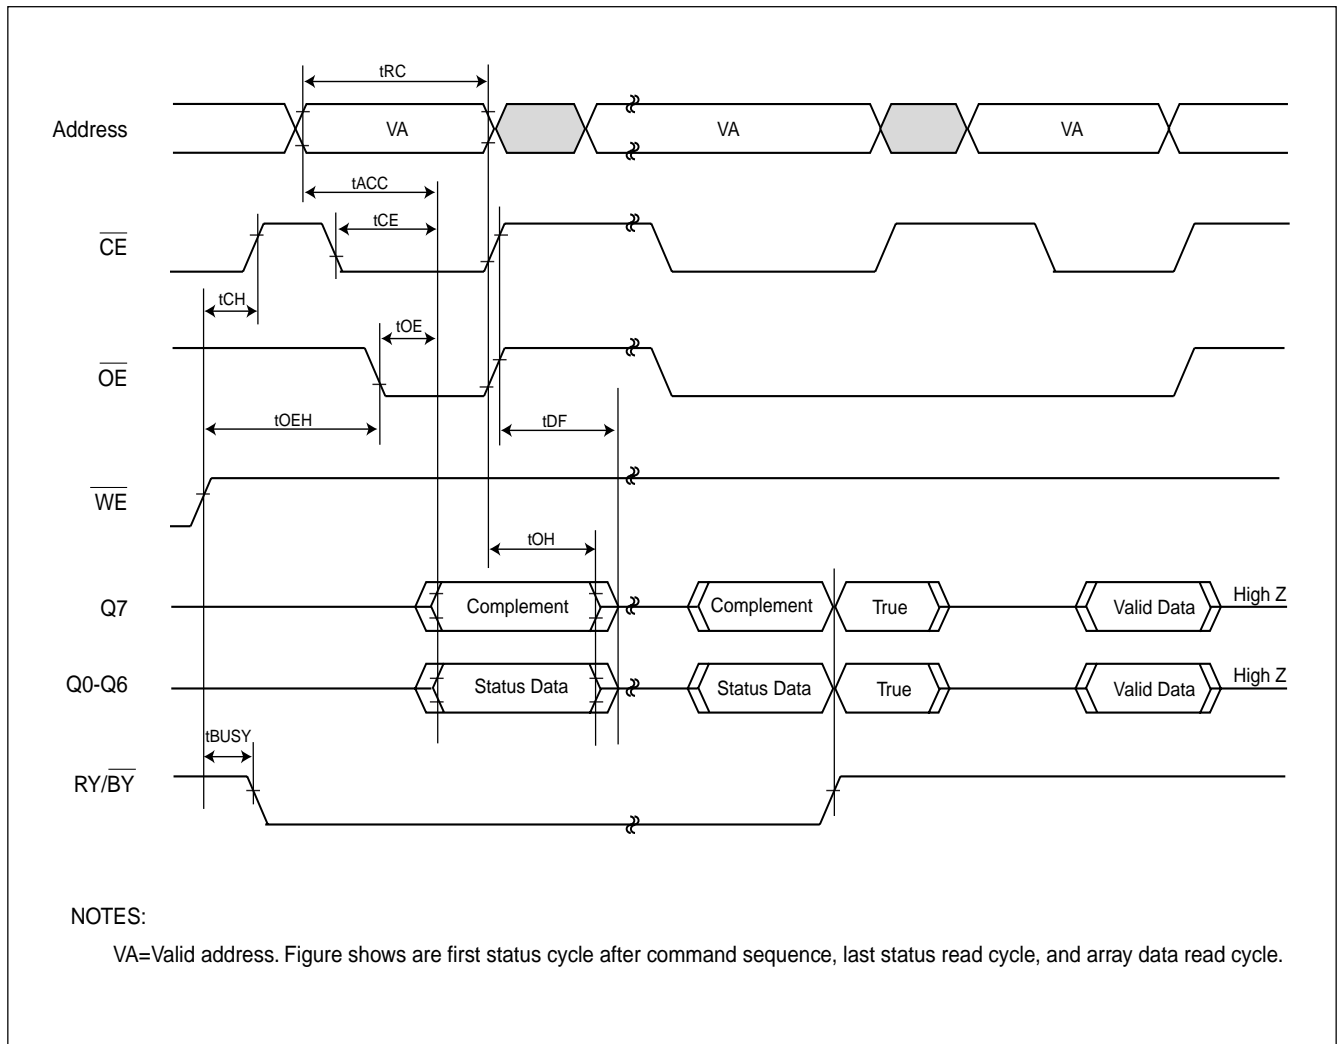 tRC
Address VA VA VA
tACC
tCE
CE
tCH
tOE
OE
tOEH tDF
WE
tOH
Q7 Complement Complement True Valid Data High Z
Q0-Q6 Status Data Status Data True Valid Data High Z
tBUSY
RY/BY
NOTES:
VA=Valid address. Figure shows are first status cycle after command sequence, last status read cycle, and array data read cycle.